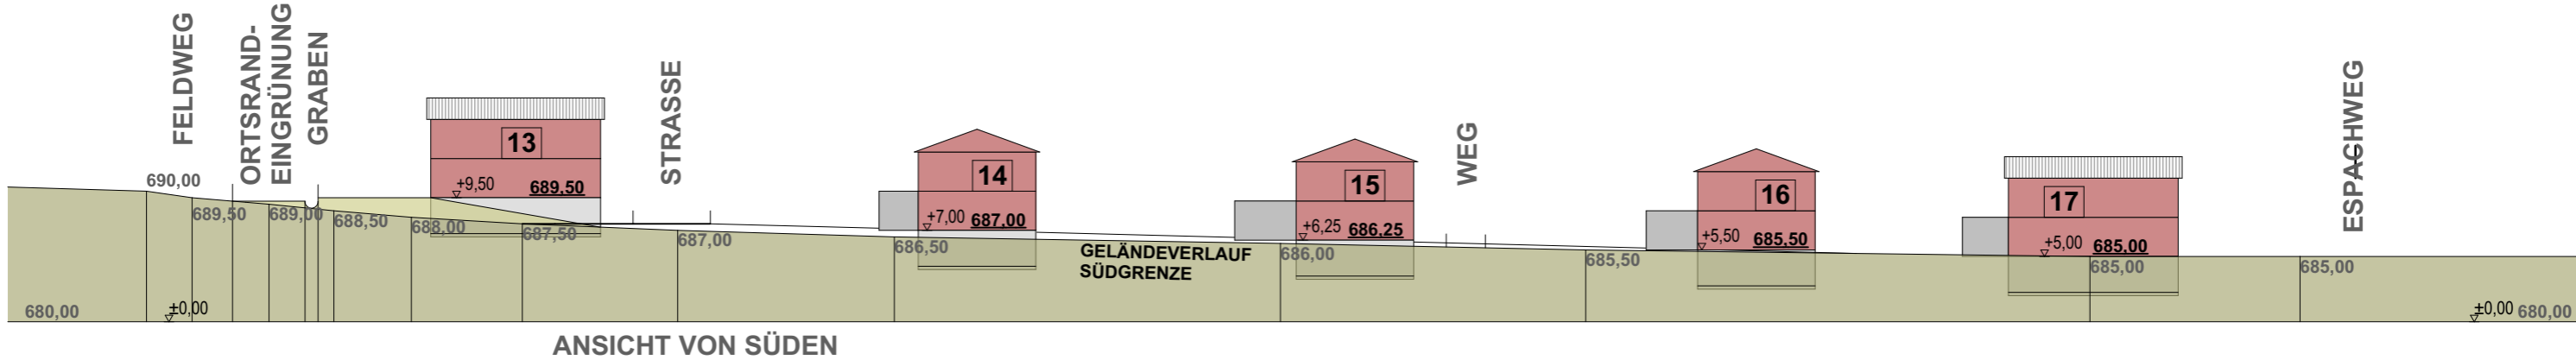 FELDWEG
ORTSRAND-
EINGRÜNUNG
GRABEN
STRASSE
WEG
ESPACHWEG
13
+9,50 689,50
14
+7,00 687,00
15
+6,25 686,25
16
+5,50 685,50
17
+5,00 685,00
690,00
689,50
689,00
688,50
688,00
687,50
687,00
686,50
GELÄNDEVERLAUF
SÜDGRENZE
686,00
685,50
685,00
685,00
680,00
±0,00
±0,00 680,00
ANSICHT VON SÜDEN